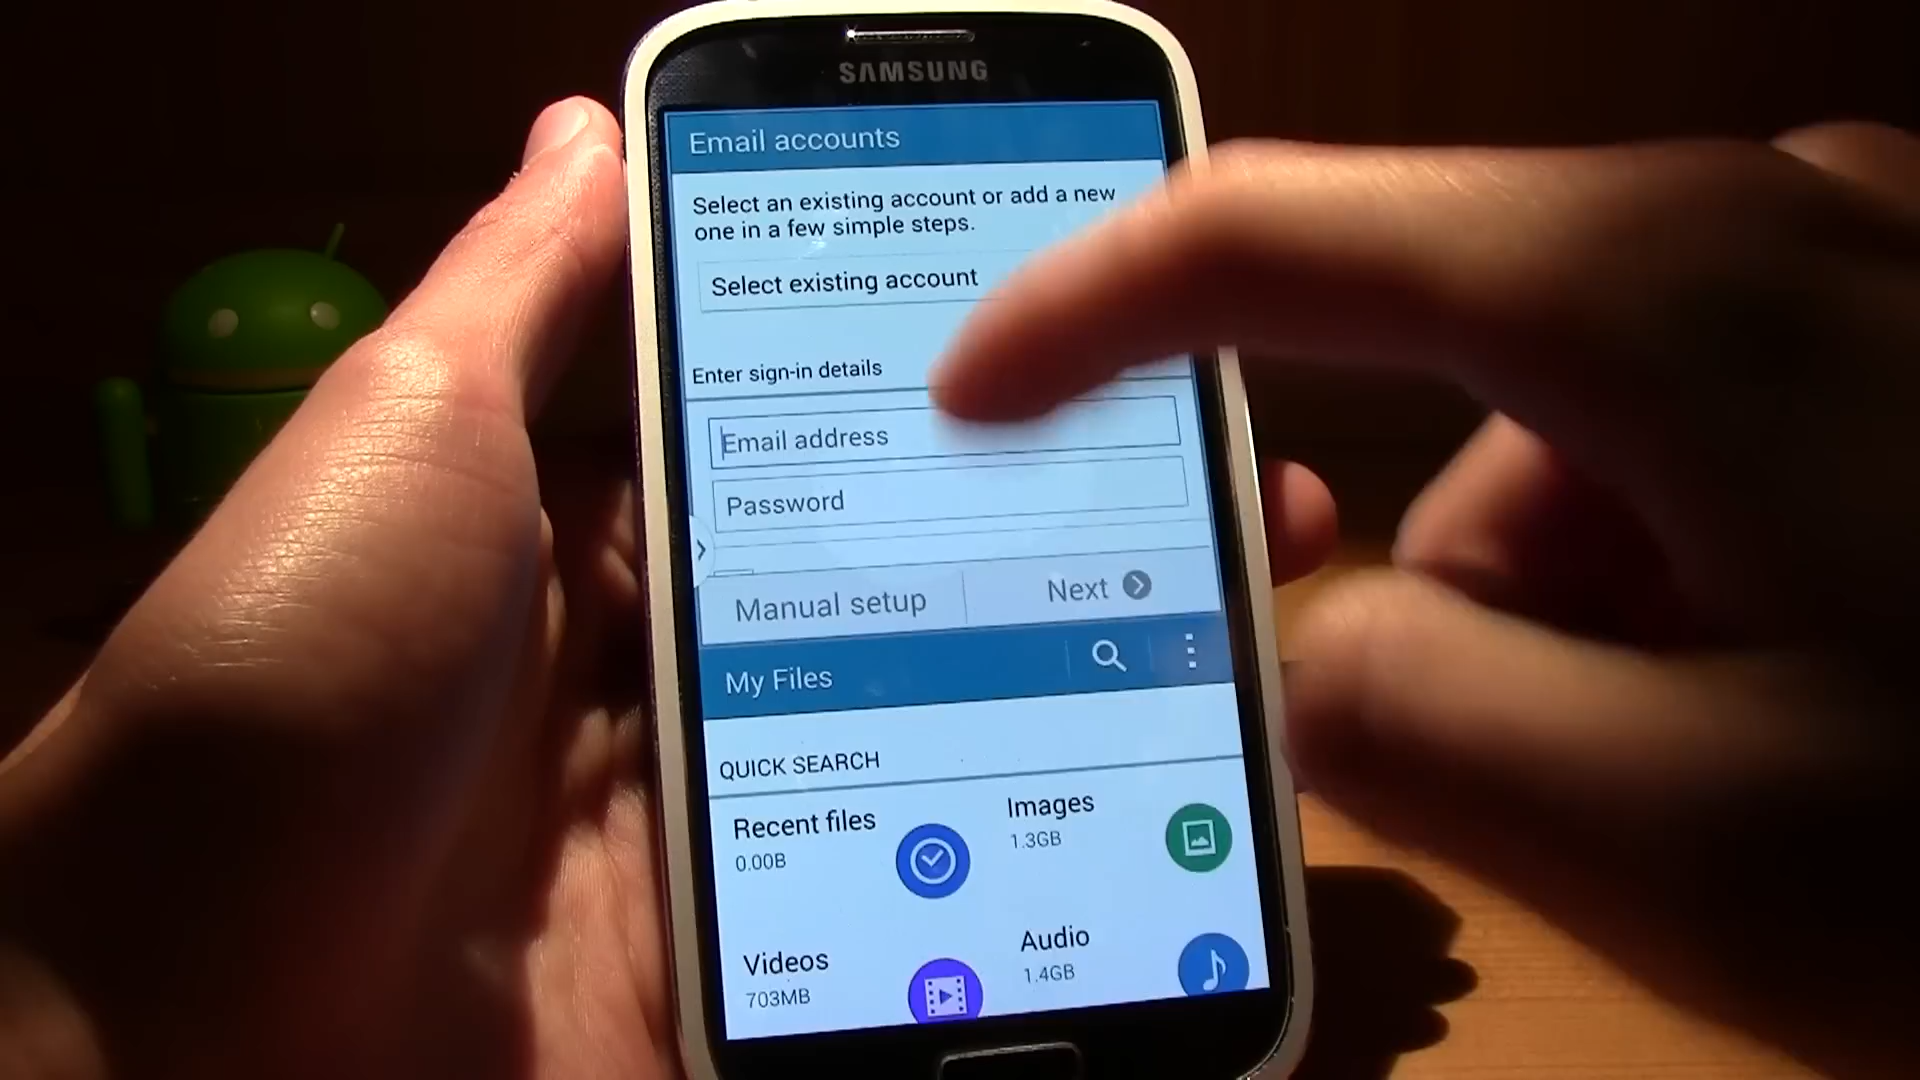 SAMSUNG
Email accounts
Select an existing account or add a new
one in a few simple steps.
Select existing account
Enter sign-in details
Email address
Password
Manual setup
Next
My Files
QUICK SEARCH
Recent files
0.00B
Images
1.3GB
Videos
703MB
Audio
1.4GB